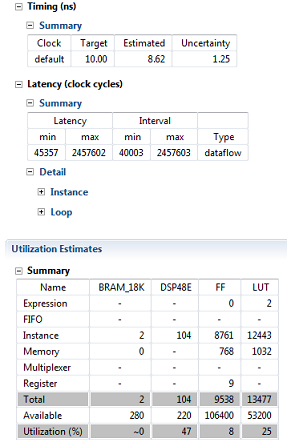 Timing (ns)
Summary
Clock Target Estimated Uncertainty
default 10.00 8.62 1.25
Latency (clock cycles)
Summary
Latency Interval
min max min max Type
45357 2457602 40003 2457603 dataflow
Detail
Instance
Loop
Utilization Estimates
Summary
Name BRAM_18K DSP48E FF LUT
Expression - - 0 2
FIFO - - - -
Instance 2 104 8761 12443
Memory 0 - 768 1032
Multiplexer - - - -
Register - - 9 -
Total 2 104 9538 13477
Available 280 220 106400 53200
Utilization (%) ~0 47 8 25